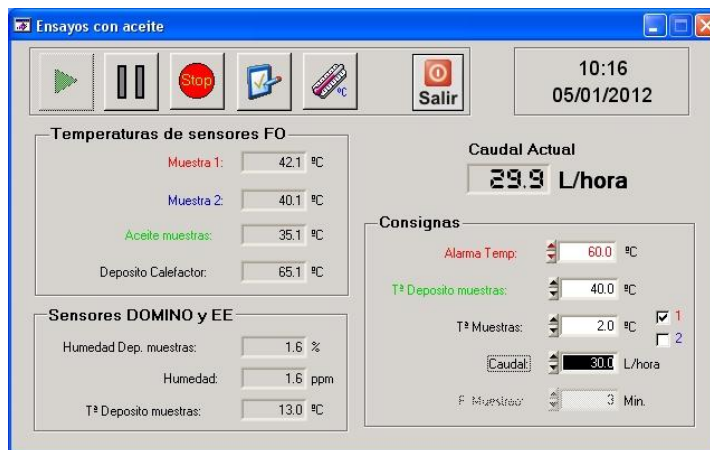 Ensayos con aceite
Stop
ºC
Salir
10:16
05/01/2012
Temperaturas de sensores FO
Muestra 1: 42.1 ºC
Muestra 2: 40.1 ºC
Aceite muestras: 35.1 ºC
Deposito Calefactor: 65.1 ºC
Sensores DOMINO y EE
Humedad Dep. muestras: 1.6 %
Humedad: 1.6 ppm
Tª Deposito muestras: 13.0 ºC
Caudal Actual
29.9 L/hora
Consignas
Alarma Temp: 60.0 ºC
Tª Deposito muestras: 40.0 ºC
Tª Muestras: 2.0 ºC 1
2
Caudal: 30.0 L/hora
F. Muestreo: 3 Min.